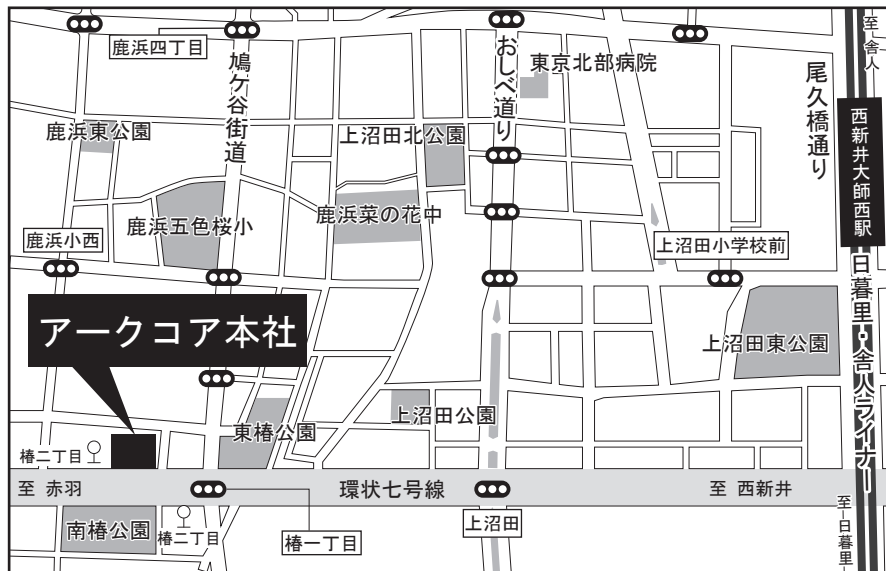 鹿浜四丁目
鳩ケ谷街道
おしべ道り
東京北部病院
尾久橋通り
至 舎人
西新井大師西駅
鹿浜東公園
上沼田北公園
鹿浜五色桜小
鹿浜菜の花中
鹿浜小西
上沼田小学校前
日暮里・舎人ライナー
アークコア本社
上沼田東公園
東椿公園
上沼田公園
椿二丁目
至 赤羽
環状七号線
至 西新井
至 日暮里
南椿公園
椿二丁目
椿一丁目
上沼田